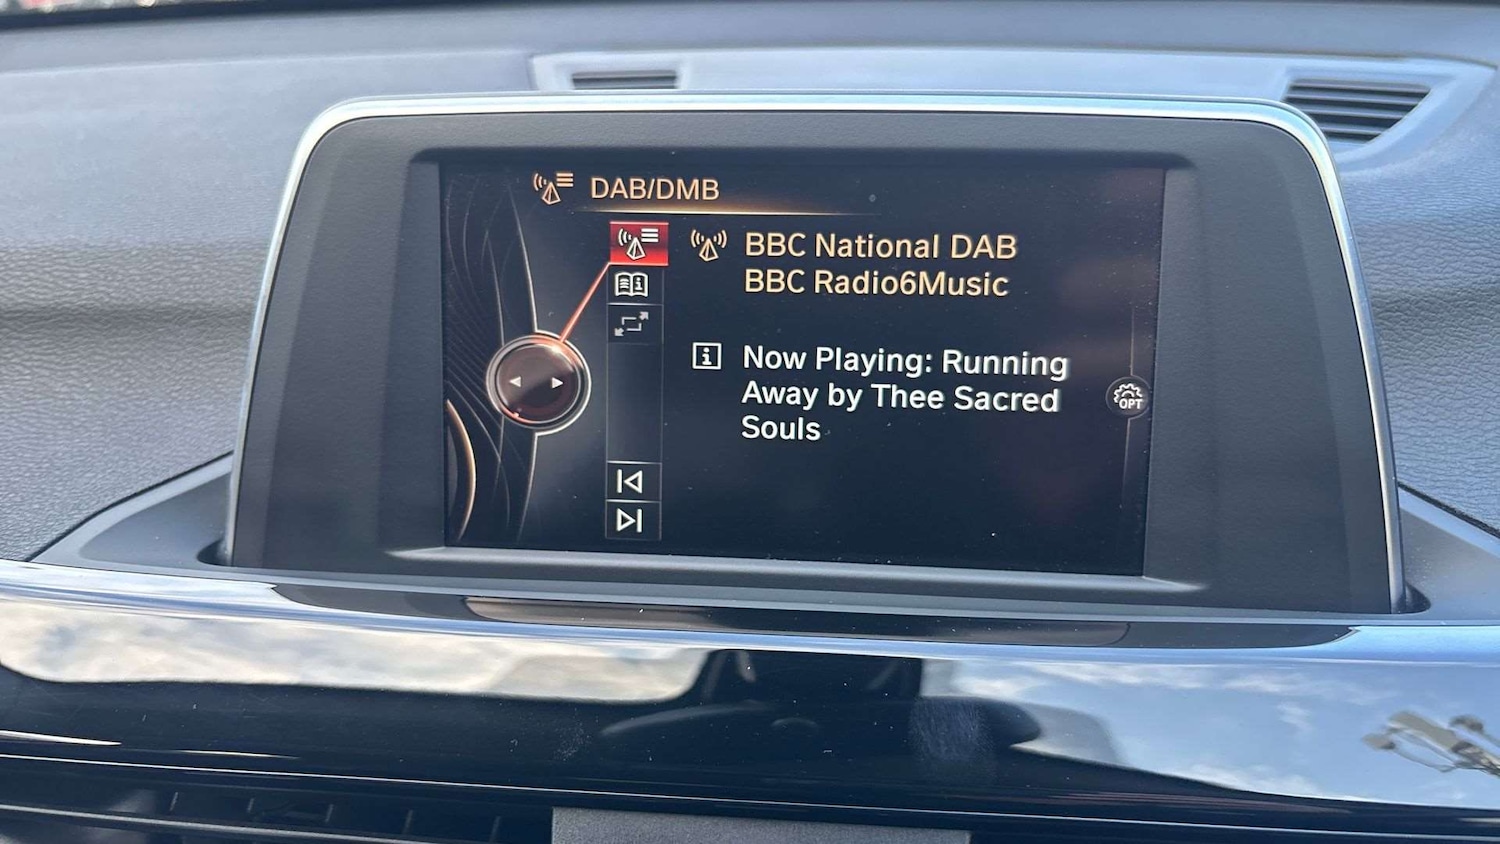 DAB/DMB
BBC National DAB
BBC Radio6Music
Now Playing: Running
Away by Thee Sacred
Souls
OPT